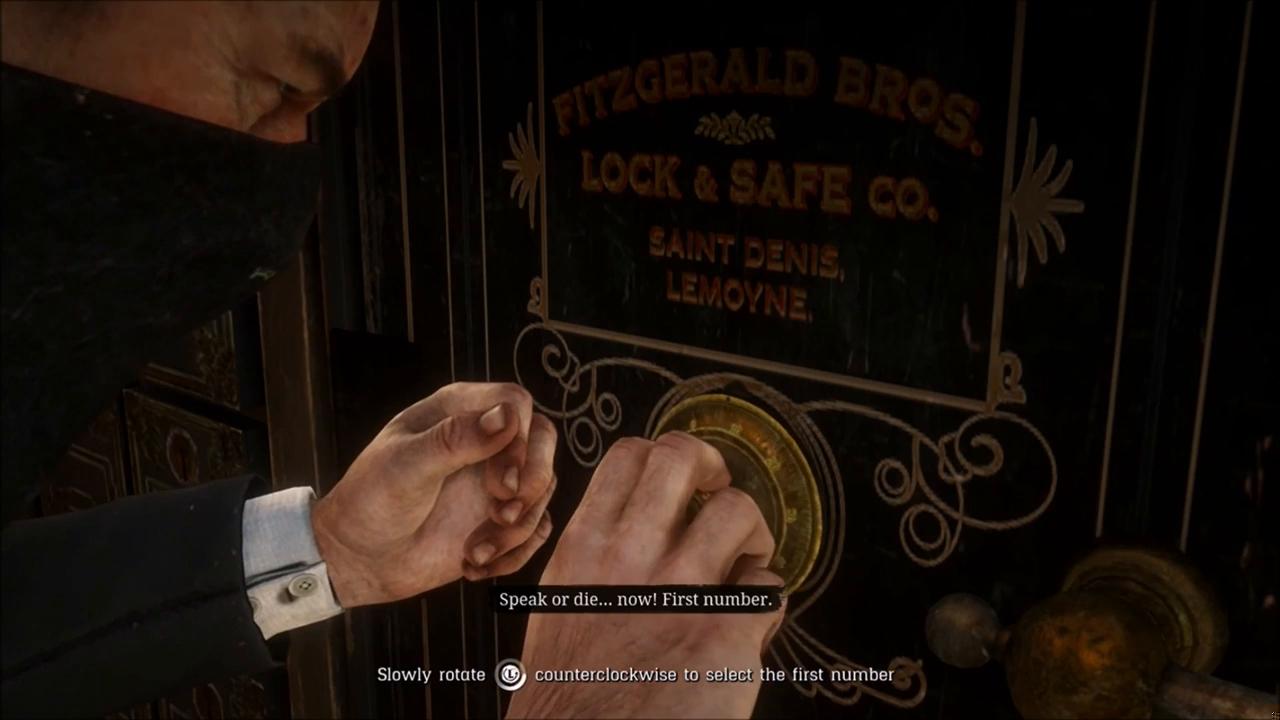 FITZGERALD BROS.
LOCK & SAFE CO.
SAINT DENIS,
LEMOYNE.
Speak or die... now! First number.
Slowly rotate L counterclockwise to select the first number